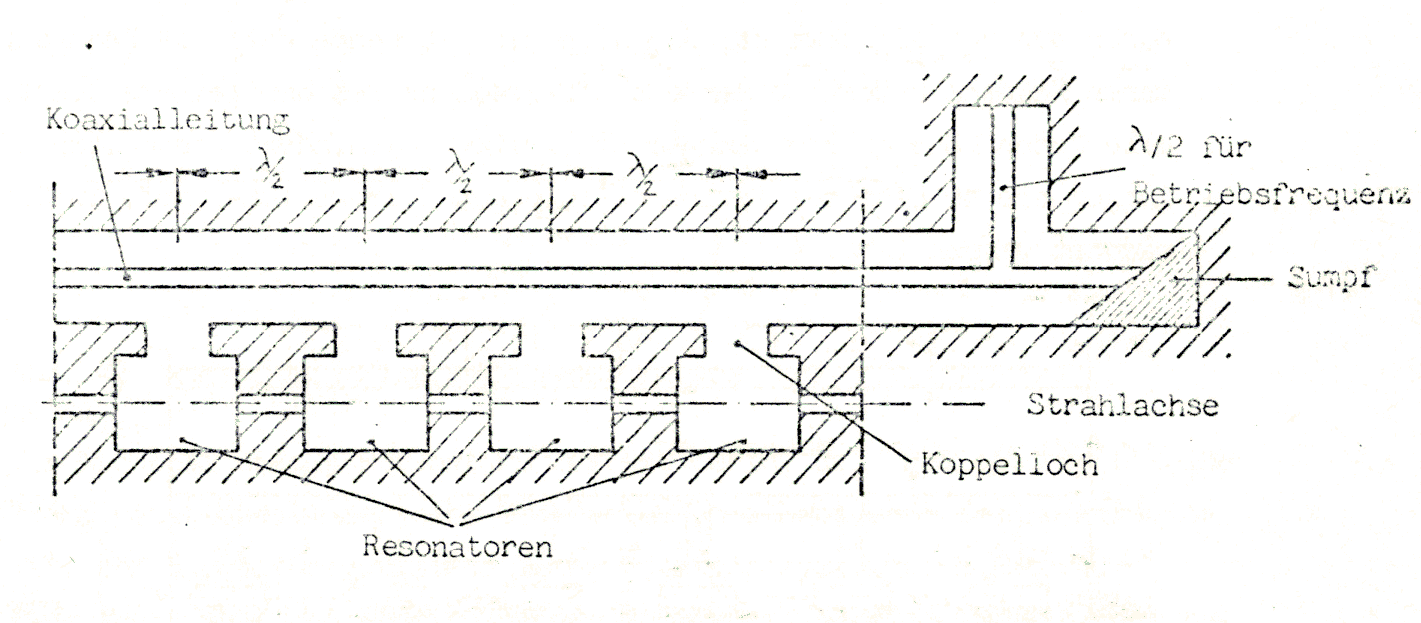 Koaxialleitung
λ/2 λ/2 λ/2
λ/2 für
Betriebsfrequenz
Sumpf
Strahlachse
Koppelloch
Resonatoren